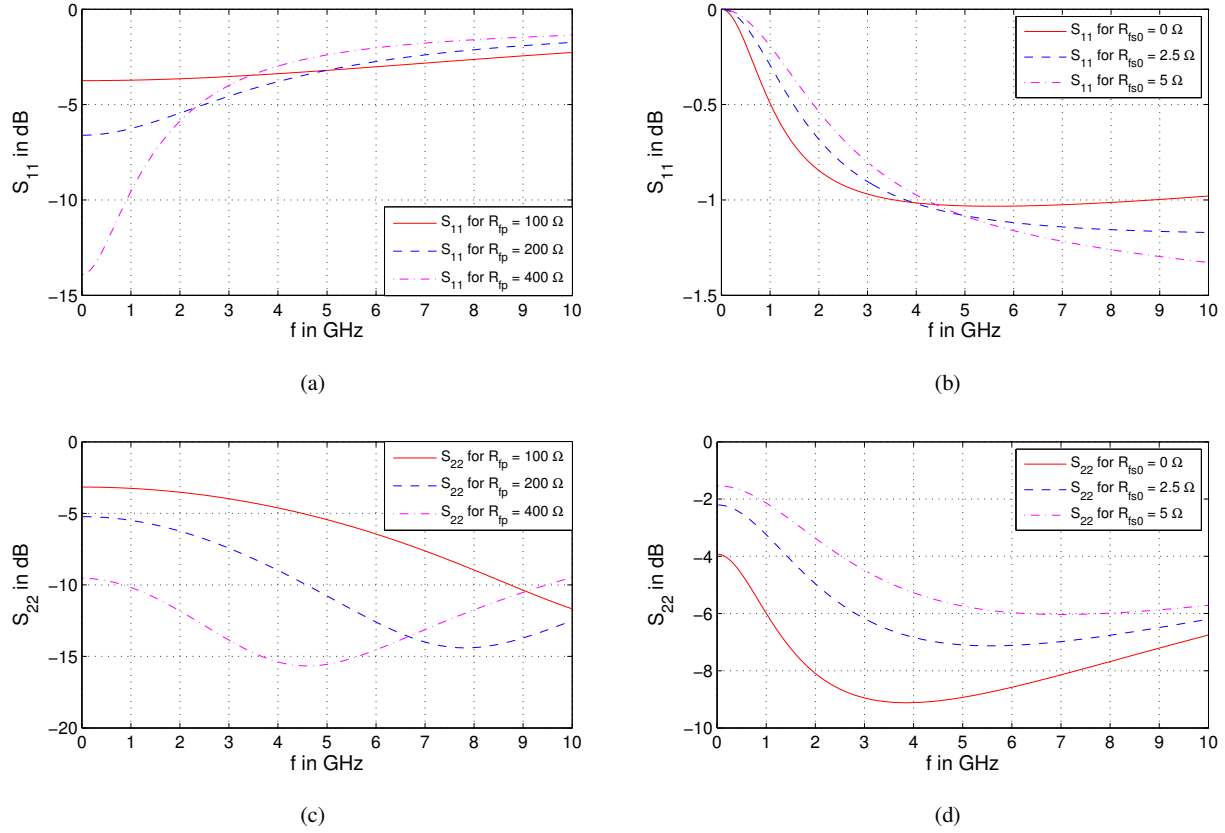 0
−5
−10
−15
S11 in dB
0 1 2 3 4 5 6 7 8 9 10
f in GHz
S11 for Rfp = 100 Ω
S11 for Rfp = 200 Ω
S11 for Rfp = 400 Ω
(a)
0
−0.5
−1
−1.5
S11 in dB
0 1 2 3 4 5 6 7 8 9 10
f in GHz
S11 for Rfs0 = 0 Ω
S11 for Rfs0 = 2.5 Ω
S11 for Rfs0 = 5 Ω
(b)
0
−5
−10
−15
−20
S22 in dB
0 1 2 3 4 5 6 7 8 9 10
f in GHz
S22 for Rfp = 100 Ω
S22 for Rfp = 200 Ω
S22 for Rfp = 400 Ω
(c)
0
−2
−4
−6
−8
−10
S22 in dB
0 1 2 3 4 5 6 7 8 9 10
f in GHz
S22 for Rfs0 = 0 Ω
S22 for Rfs0 = 2.5 Ω
S22 for Rfs0 = 5 Ω
(d)